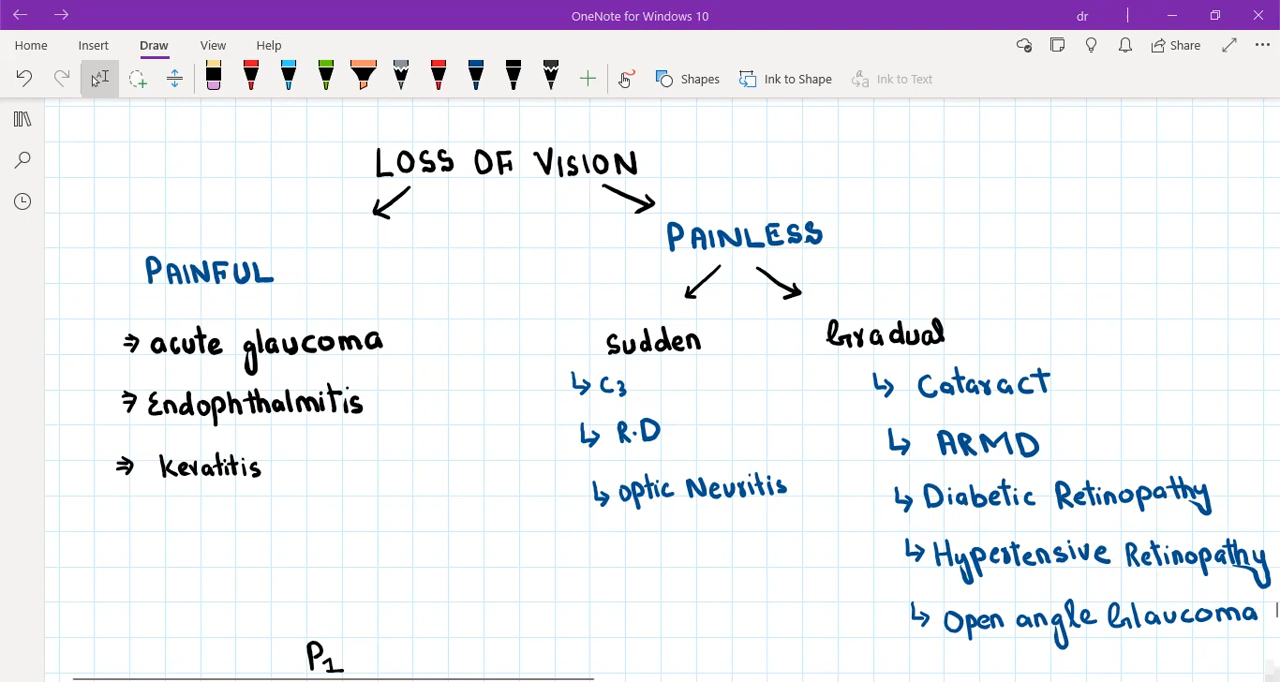 OneNote for Windows 10
dr
Home Insert Draw View Help
Share
Shapes
Ink to Shape
Ink to Text
LOSS OF VISION
PAINFUL
⇒ acute glaucoma
⇒ Endophthalmitis
⇒ keratitis
PAINLESS
Sudden
↳ C3
↳ R.D
↳ optic Neuritis
Gradual
↳ Cataract
↳ ARMD
↳ Diabetic Retinopathy
↳ Hypertensive Retinopathy
↳ Open angle Glaucoma
P1